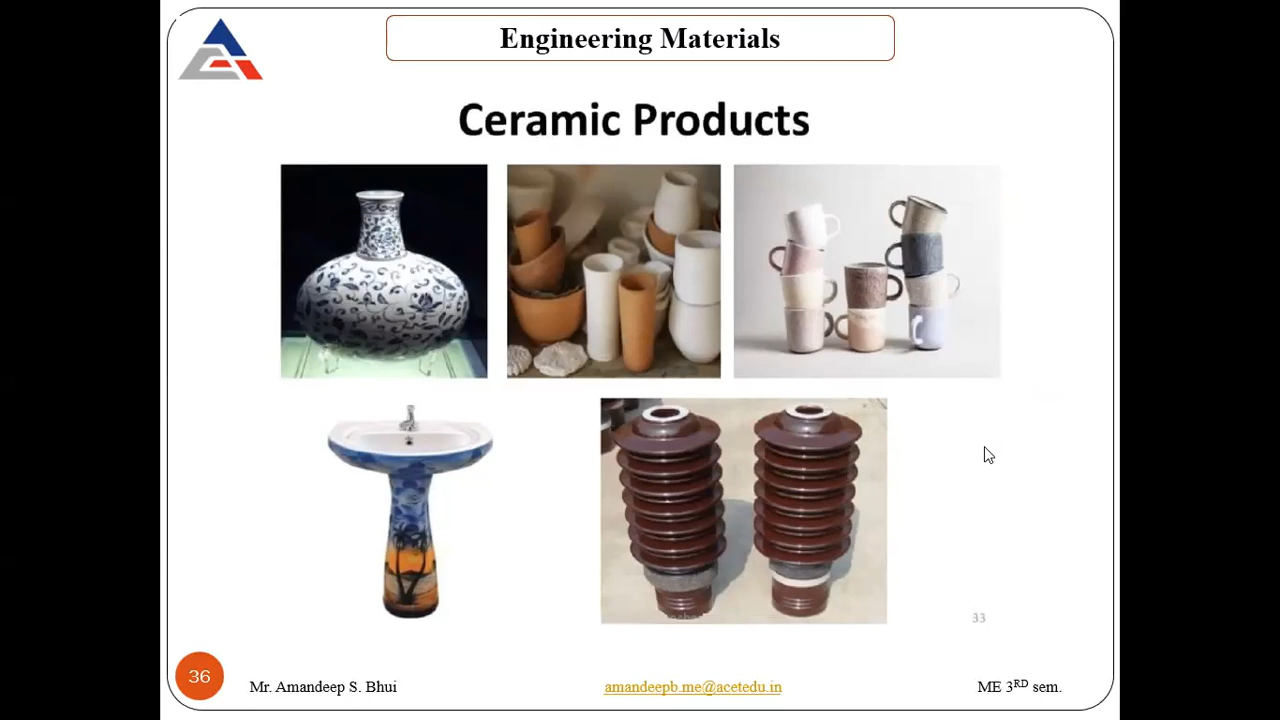 Engineering Materials
Ceramic Products
33
36
Mr. Amandeep S. Bhui
amandeepb.me@acetedu.in
ME 3RD sem.